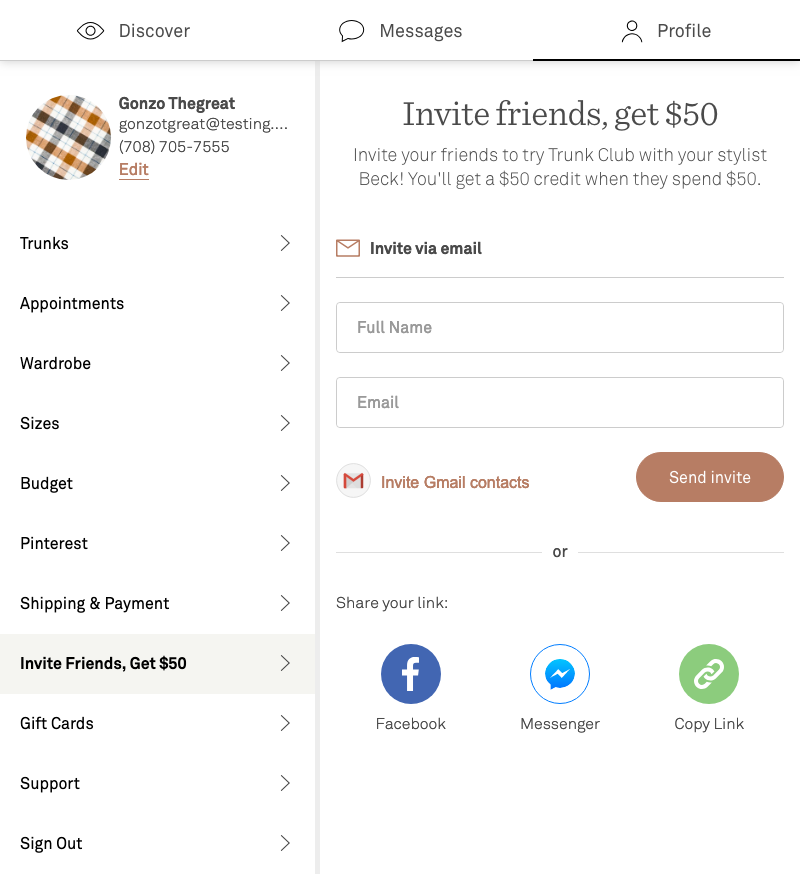 Discover
Messages
Profile
Gonzo Thegreat
gonzotgreat@testing....
(708) 705-7555
Edit
Trunks
Appointments
Wardrobe
Sizes
Budget
Pinterest
Shipping & Payment
Invite Friends, Get $50
Gift Cards
Support
Sign Out
Invite friends, get $50
Invite your friends to try Trunk Club with your stylist
Beck! You'll get a $50 credit when they spend $50.
Invite via email
Full Name
Email
Invite Gmail contacts
Send invite
or
Share your link:
Facebook
Messenger
Copy Link